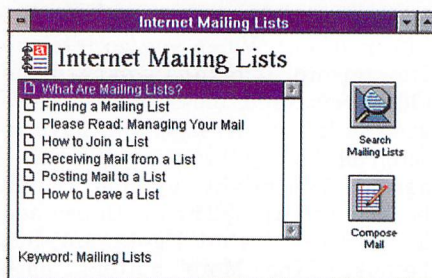 Internet Mailing Lists
Internet Mailing Lists
What Are Mailing Lists?
Finding a Mailing List
Please Read: Managing Your Mail
How to Join a List
Receiving Mail from a List
Posting Mail to a List
How to Leave a List
Search
Mailing Lists
Compose
Mail
Keyword: Mailing Lists